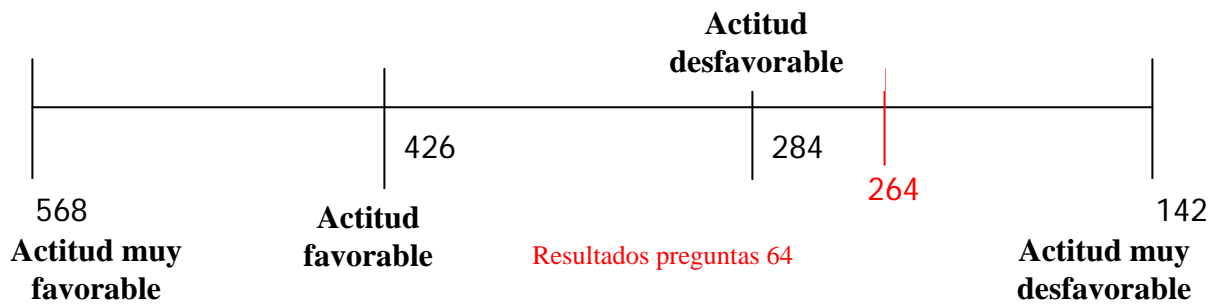 Actitud
desfavorable
426
284
264
568
142
Actitud muy
favorable
Actitud
favorable
Resultados preguntas 64
Actitud muy
desfavorable